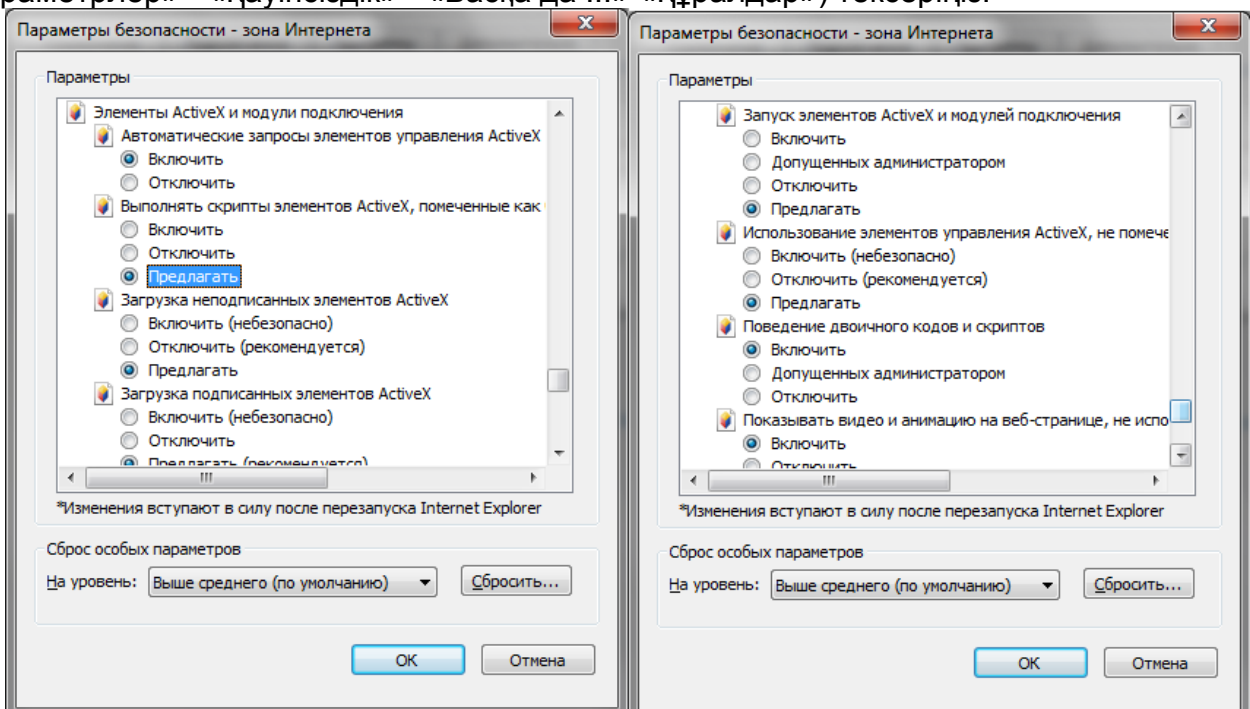 Параметры безопасности - зона Интернета
Параметры
Элементы ActiveX и модули подключения
Автоматические запросы элементов управления ActiveX
Включить
Отключить
Выполнять скрипты элементов ActiveX, помеченные как
Включить
Отключить
Предлагать
Загрузка неподписанных элементов ActiveX
Включить (небезопасно)
Отключить (рекомендуется)
Предлагать
Загрузка подписанных элементов ActiveX
Включить (небезопасно)
Отключить
Предлагать (рекомендуется)
*Изменения вступают в силу после перезапуска Internet Explorer
Сброс особых параметров
На уровень: Выше среднего (по умолчанию) Сбросить...
ОК Отмена
Параметры безопасности - зона Интернета
Параметры
Запуск элементов ActiveX и модулей подключения
Включить
Допущенных администратором
Отключить
Предлагать
Использование элементов управления ActiveX, не помече
Включить (небезопасно)
Отключить (рекомендуется)
Предлагать
Поведение двоичного кодов и скриптов
Включить
Допущенных администратором
Отключить
Показывать видео и анимацию на веб-странице, не испо
Включить
Отключить
*Изменения вступают в силу после перезапуска Internet Explorer
Сброс особых параметров
На уровень: Выше среднего (по умолчанию) Сбросить...
ОК Отмена